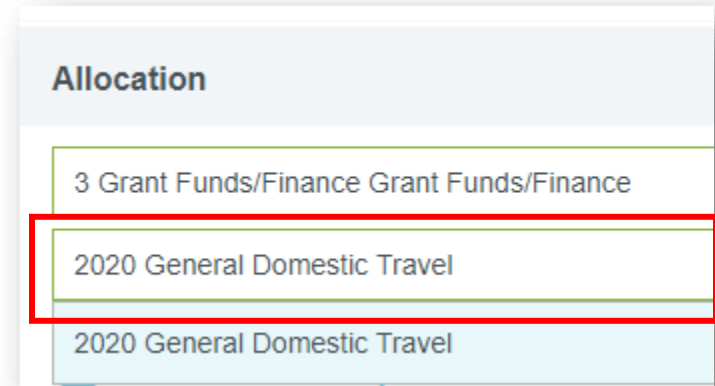 Allocation
3 Grant Funds/Finance Grant Funds/Finance
2020 General Domestic Travel
2020 General Domestic Travel